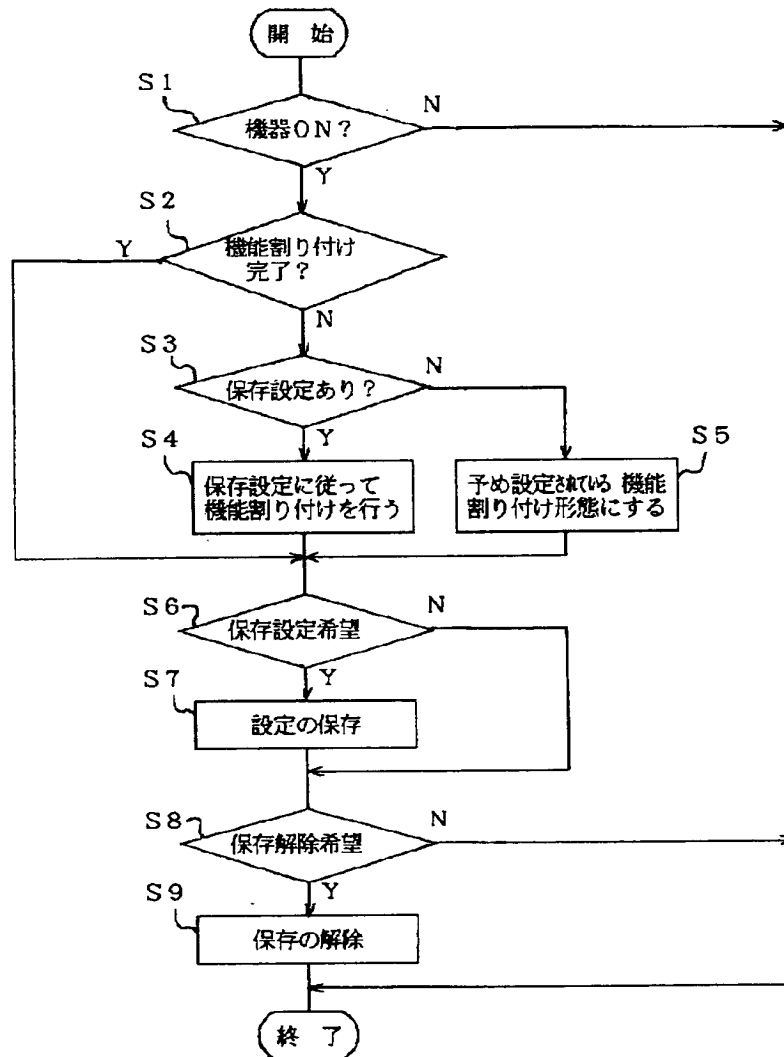 開 始
S1
機器ON?
N
Y
S2
Y
機能割り付け
完了?
N
S3
保存設定あり?
N
Y
S4
保存設定に従って
機能割り付けを行う
S5
予め設定されている 機能
割り付け形態にする
S6
保存設定希望
N
Y
S7
設定の保存
S8
保存解除希望
N
Y
S9
保存の解除
終 了